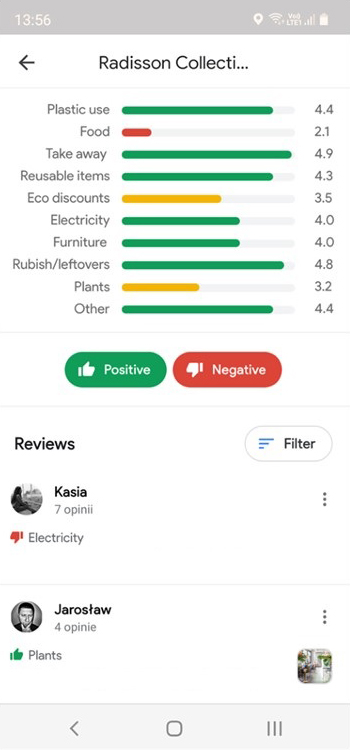 13:56
Vo))
LTE1
Radisson Collecti...
Plastic use 4.4
Food 2.1
Take away 4.9
Reusable items 4.3
Eco discounts 3.5
Electricity 4.0
Furniture 4.0
Rubish/leftovers 4.8
Plants 3.2
Other 4.4
Positive Negative
Reviews Filter
Kasia
7 opinii
Electricity
Jarosław
4 opinie
Plants